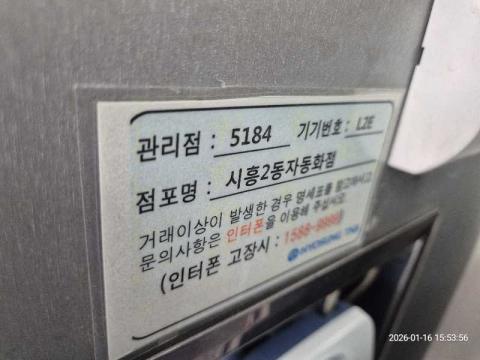 관리점 : 5184 기기번호 : L2E
점포명 : 시흥2동자동화점
거래이상이 발생한 경우 명세표를 참고하시고
문의사항은 인터폰을 이용해 주십시오.
(인터폰 고장시 : 1588-
HYOSUNG TNS
2026-01-16 15:53:56